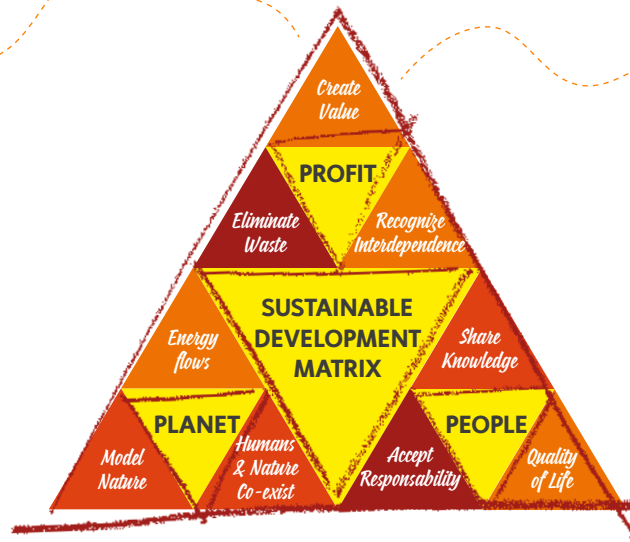 Create
Value
PROFIT
Eliminate
Waste
Recognize
Interdependence
SUSTAINABLE
DEVELOPMENT
MATRIX
Energy
flows
Share
Knowledge
PLANET
PEOPLE
Model
Nature
Humans
& Nature
Co-exist
Accept
Responsability
Quality
of Life